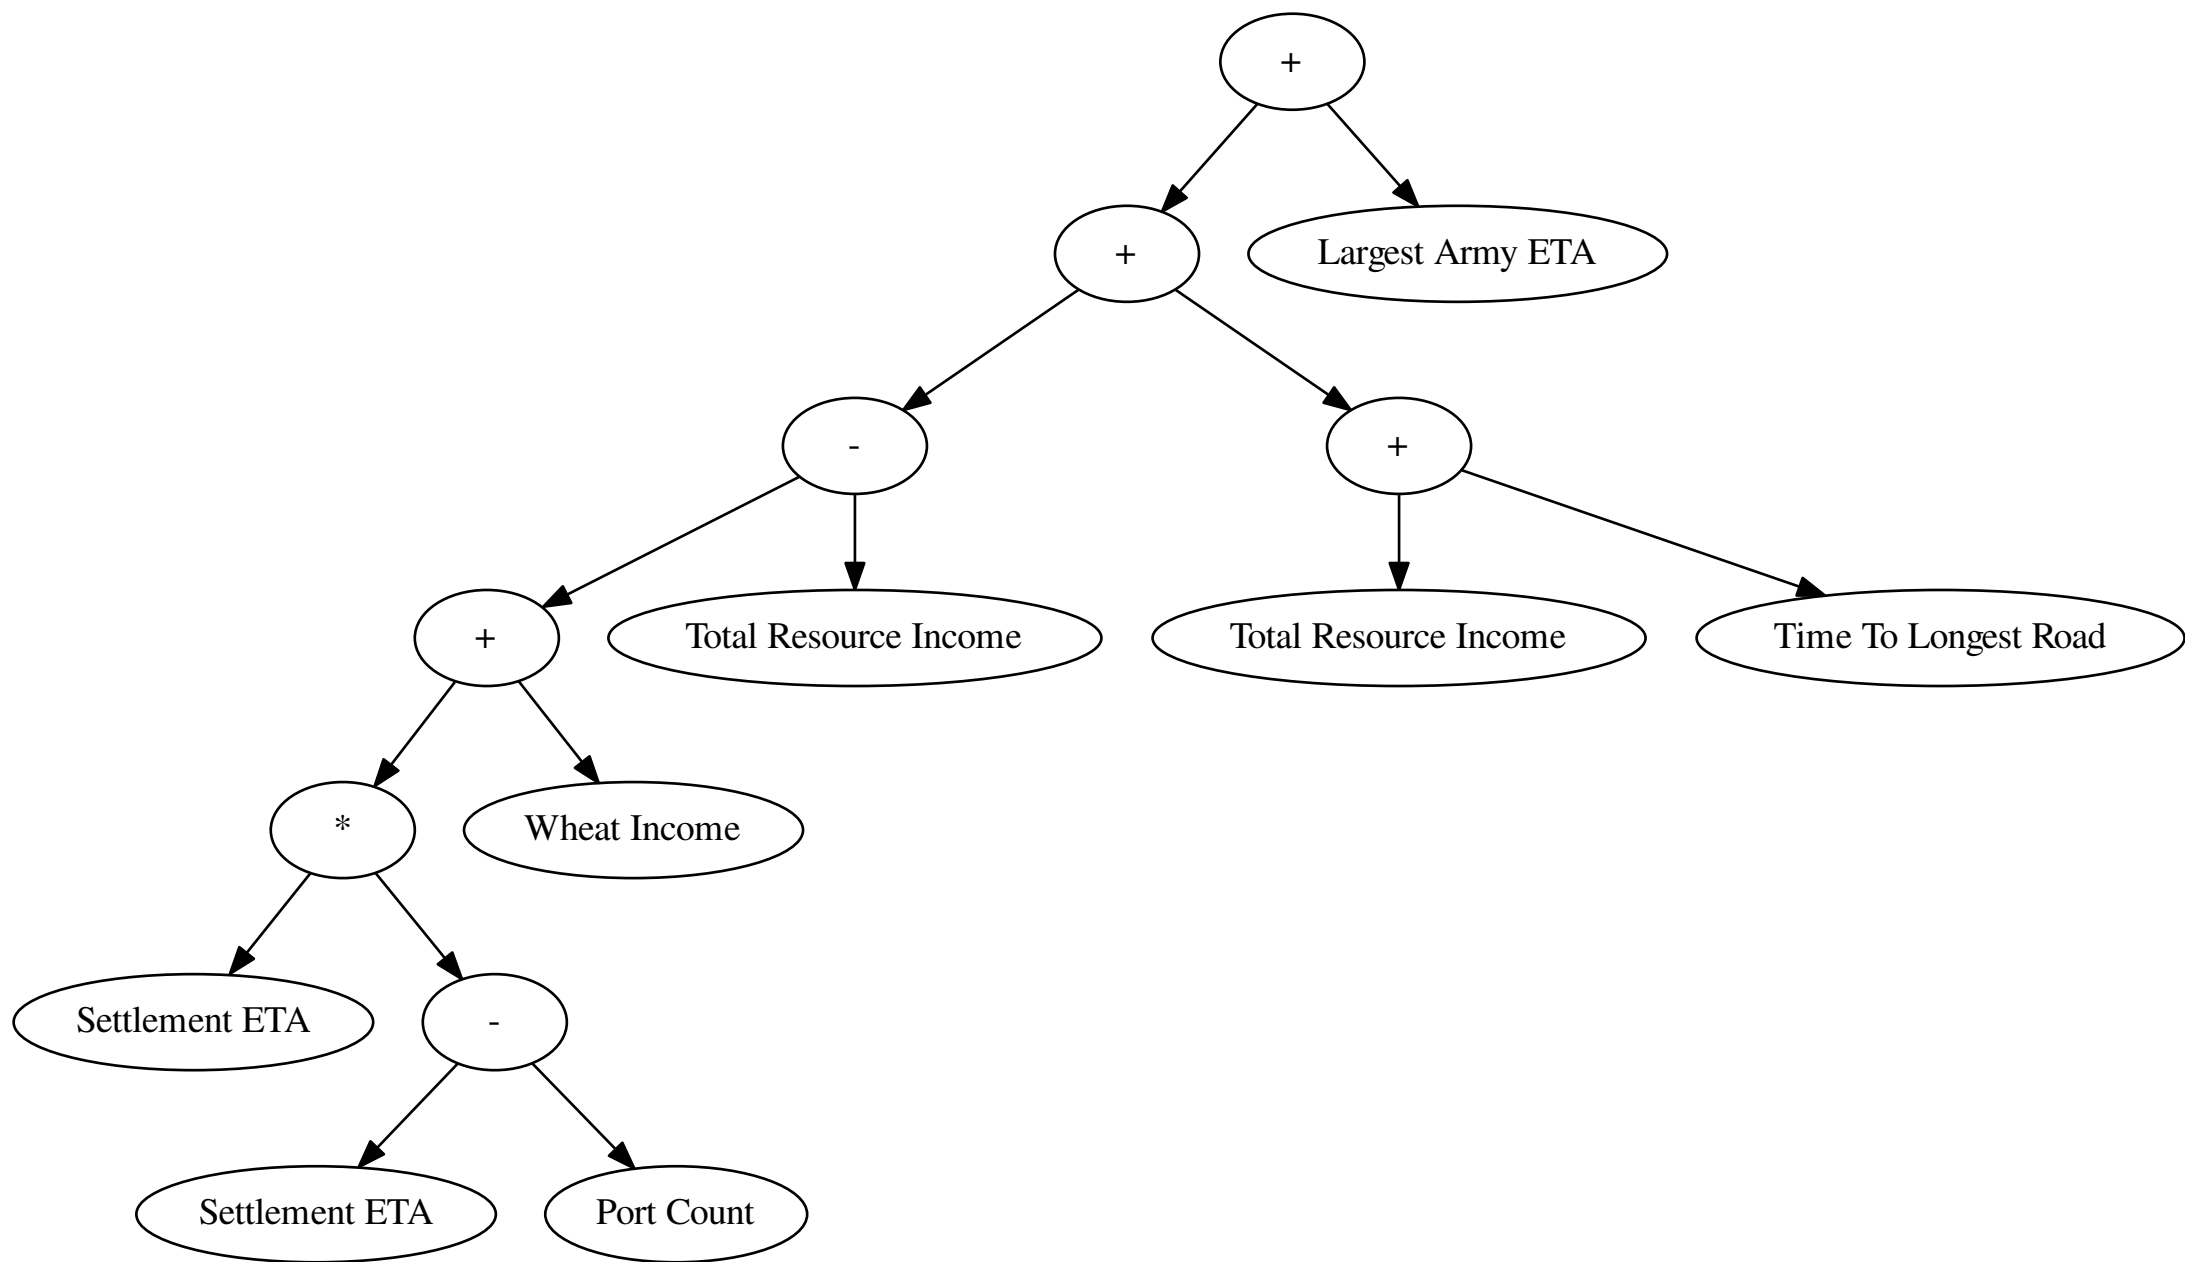 +
+
Largest Army ETA
-
+
+
Total Resource Income
Total Resource Income
Time To Longest Road
*
Wheat Income
Settlement ETA
-
Settlement ETA
Port Count